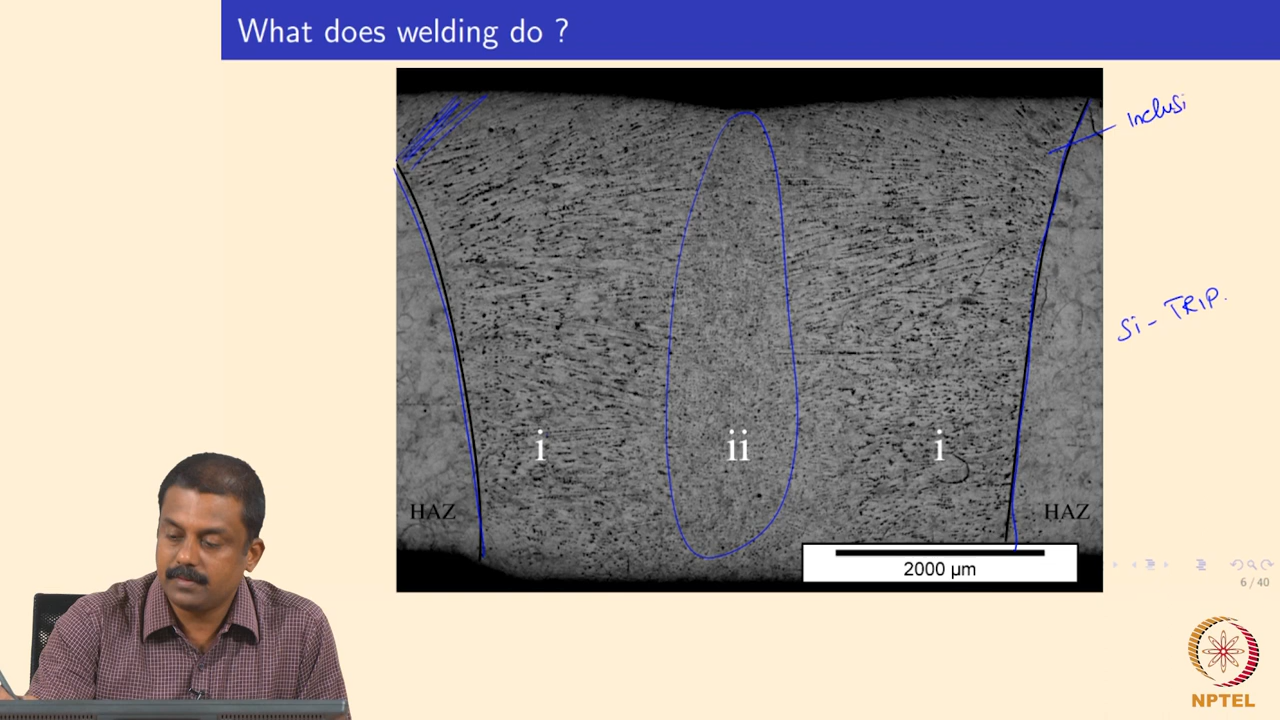 What does welding do ?
Inclusi
Si - TRIP.
i
ii
i
HAZ
HAZ
2000 µm
6 / 40
NPTEL